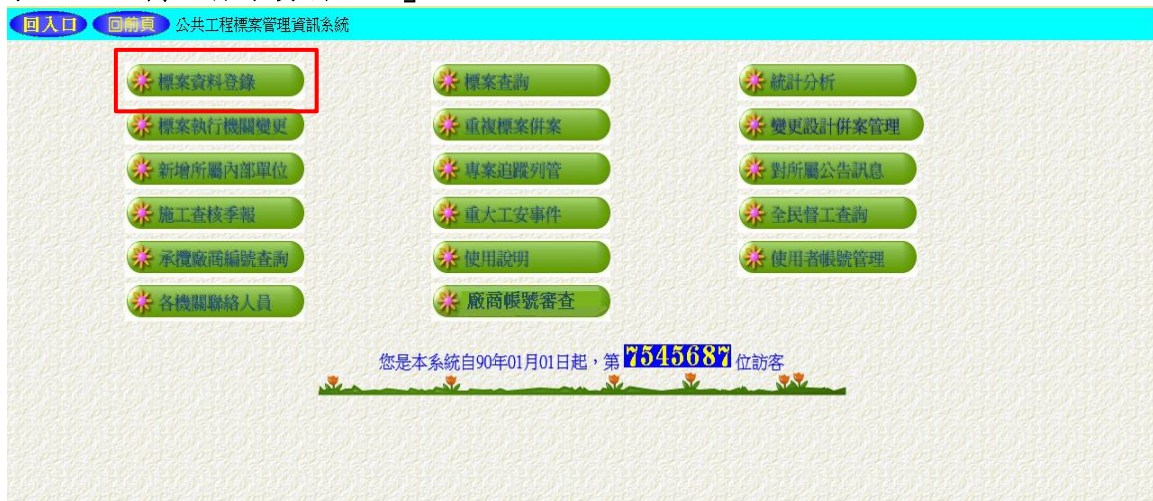 回入口 回前頁 公共工程標案管理資訊系統
標案資料登錄 標案查詢 統計分析
標案執行機關變更 重複標案併案 變更設計併案管理
新增所屬內部單位 專案追蹤列管 對所屬公告訊息
施工查核季報 重大工安事件 全民督工查詢
承攬廠商編號查詢 使用說明 使用者帳號管理
各機關聯絡人員 廠商帳號審查
您是本系統自90年01月01日起，第 7545687 位訪客